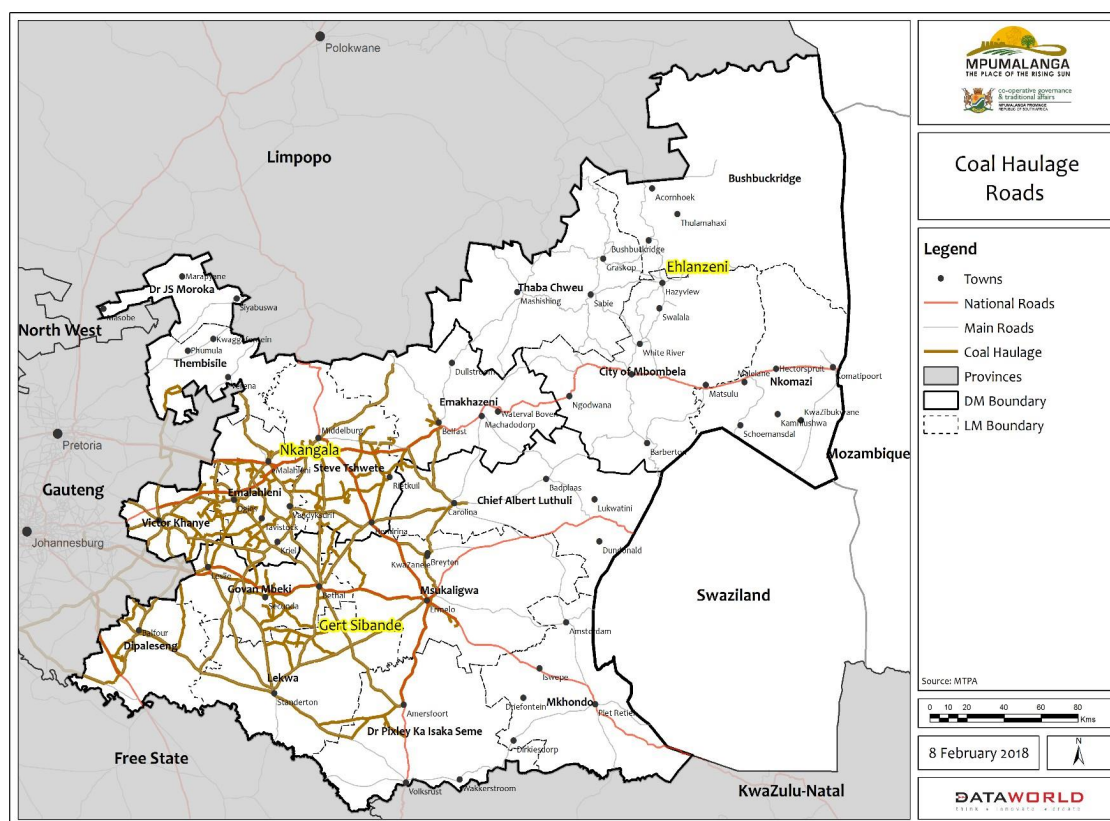 Polokwane
Limpopo
Bushbuckridge
Acornhoek
Thulamahaxi
Bushbuckridge
Graskop
Ehlanzeni
Marapyene
Dr JS Moroka
Thaba Chweu
Mashishing
Hazyview
Sabie
Siyabuswa
Masobe
Swalala
North West
Phumula
White River
Thembisile
Dullstroom
City of Mbombela
Hectorspruit
Komatipoort
Malelane
Nkomazi
Matsulu
Emakhazeni
Ngodwana
Waterval Boven
Machadodorp
KwaZibukwane
Kamhlushwa
Schoemansdal
Belfast
Pretoria
Middelburg
Barberton
Nkangala
Mozambique
Malahleni
Steve Tshwete
Rietkuil
Badplaas
Gauteng
Emalahleni
Chief Albert Luthuli
Lukwatini
Carolina
Victor Khanye
Tavistock
Johannesburg
Kriel
Dundonald
Breyten
KwaZanele
Leslie
Govan Mbeki
Bethal
Msukaligwa
Swaziland
Secunda
Ermelo
Gert Sibande
Amsterdam
Balfour
Dipaleseng
Lekwa
Iswepe
Standerton
Driefontein
Mkhondo
Amersfoort
Piet Retief
Dr Pixley Ka Isaka Seme
Dirkiesdorp
Free State
Volksrust
Wakkerstroom
KwaZulu-Natal
MPUMALANGA
THE PLACE OF THE RISING SUN
co-operative governance
& traditional affairs
MPUMALANGA PROVINCE
REPUBLIC OF SOUTH AFRICA
Coal Haulage
Roads
Legend
Towns
National Roads
Main Roads
Coal Haulage
Provinces
DM Boundary
LM Boundary
Source: MTPA
0 10 20 40 60 80
Kms
8 February 2018
N
DATAWORLD